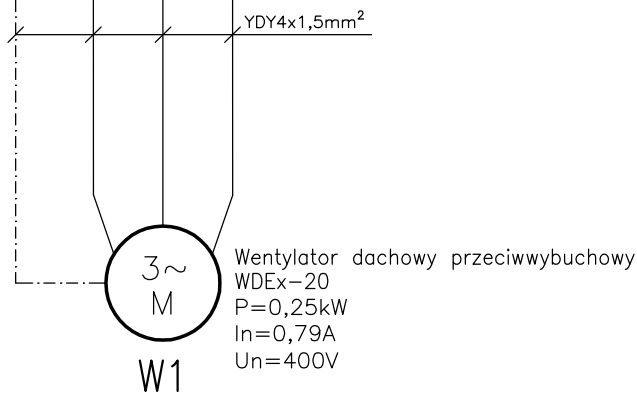 YDY4x1,5mm²
3~
M
Wentylator dachowy przeciwwybuchowy
WDEx-20
P=0,25kW
In=0,79A
Un=400V
W1